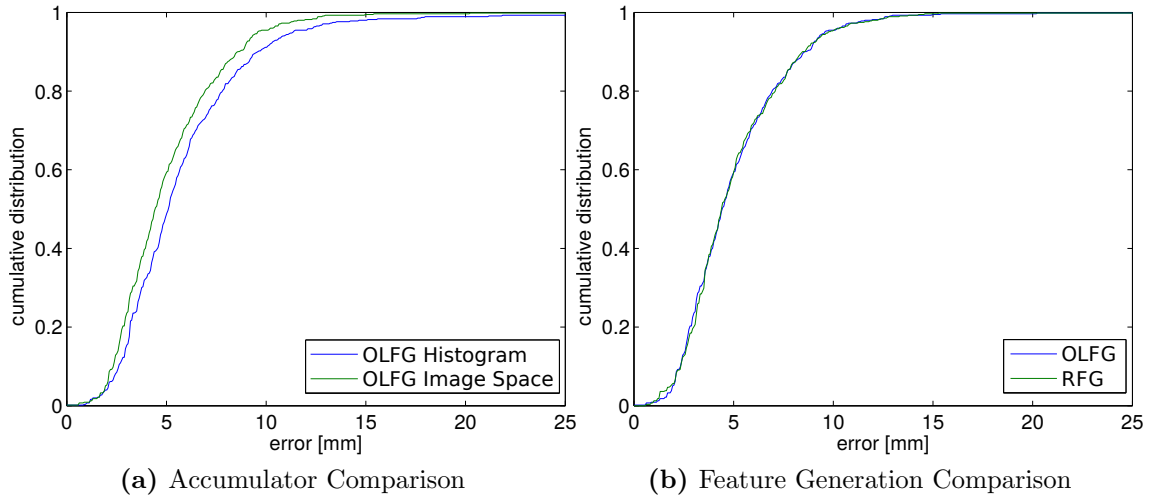 1
0.8
0.6
0.4
0.2
0
cumulative distribution
0 5 10 15 20 25
error [mm]
OLFG Histogram
OLFG Image Space
(a) Accumulator Comparison
1
0.8
0.6
0.4
0.2
0
cumulative distribution
0 5 10 15 20 25
error [mm]
OLFG
RFG
(b) Feature Generation Comparison